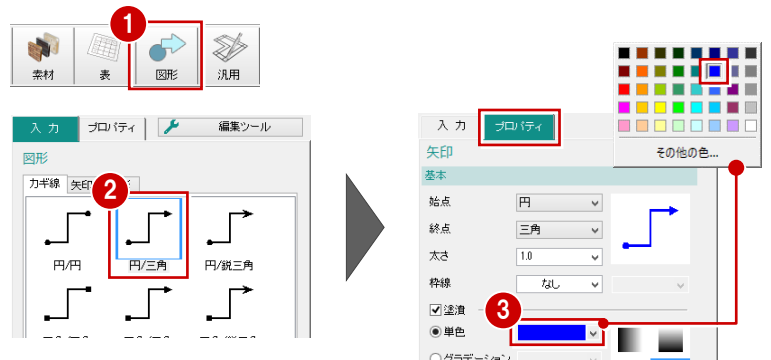 1
素材
表
図形
汎用
入 力
プロパティ
編集ツール
図形
カギ線
矢印
2
円/円
円/三角
円/鋭三角
入 力
プロパティ
矢印
基本
始点
円
終点
三角
太さ
1.0
枠線
なし
塗潰
3
単色
グラデーション
その他の色...